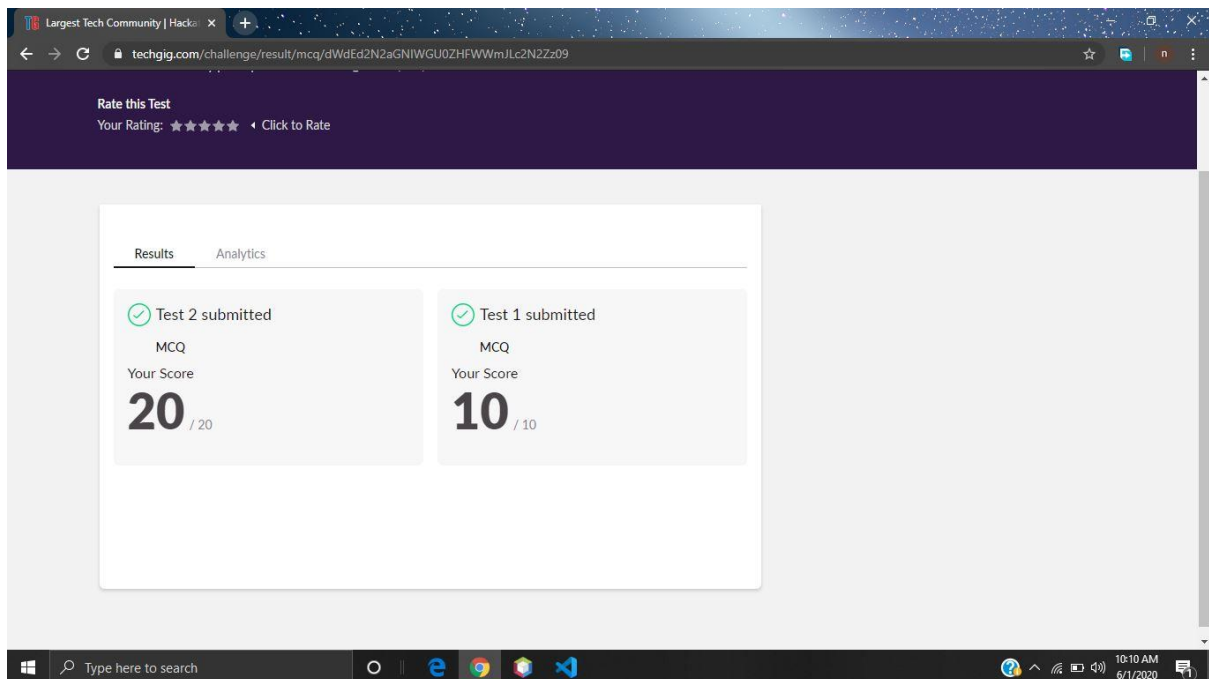 Largest Tech Community | Hacka
techgig.com/challenge/result/mcq/dWdEd2N2aGNIWGU0ZHFWWmJLc2N2Zz09
n
Rate this Test
Your Rating: Click to Rate
Results Analytics
Test 2 submitted
MCQ
Your Score
20 / 20
Test 1 submitted
MCQ
Your Score
10 / 10
Type here to search
10:10 AM
6/1/2020